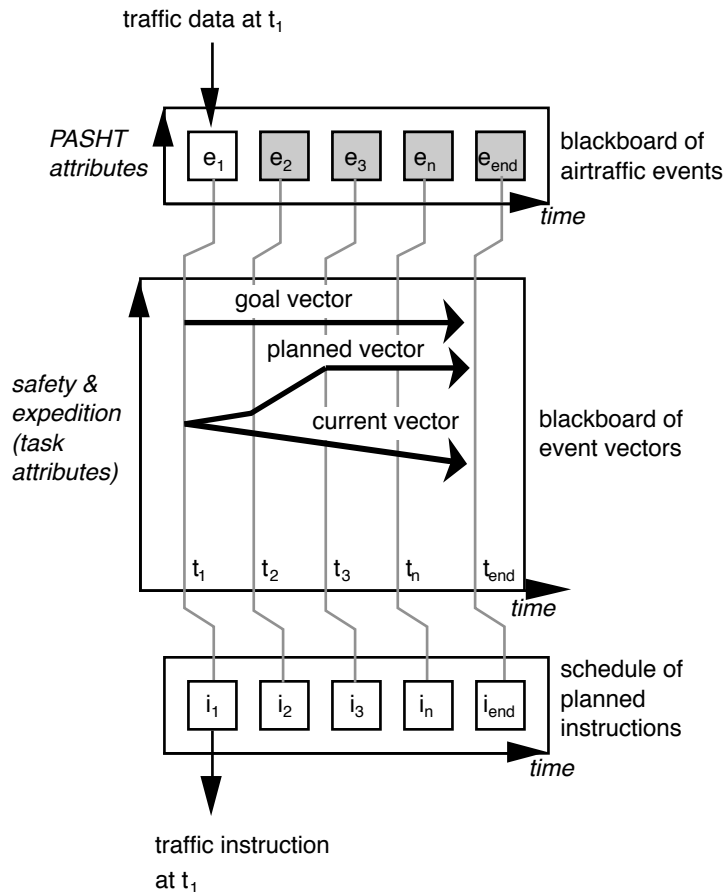 traffic data at t1
PASHT
attributes
e1 e2 e3 en eend
blackboard of
airtraffic events
time
goal vector
planned vector
current vector
safety &
expedition
(task
attributes)
blackboard of
event vectors
t1 t2 t3 tn tend
time
i1 i2 i3 in iend
schedule of
planned
instructions
time
traffic instruction
at t1